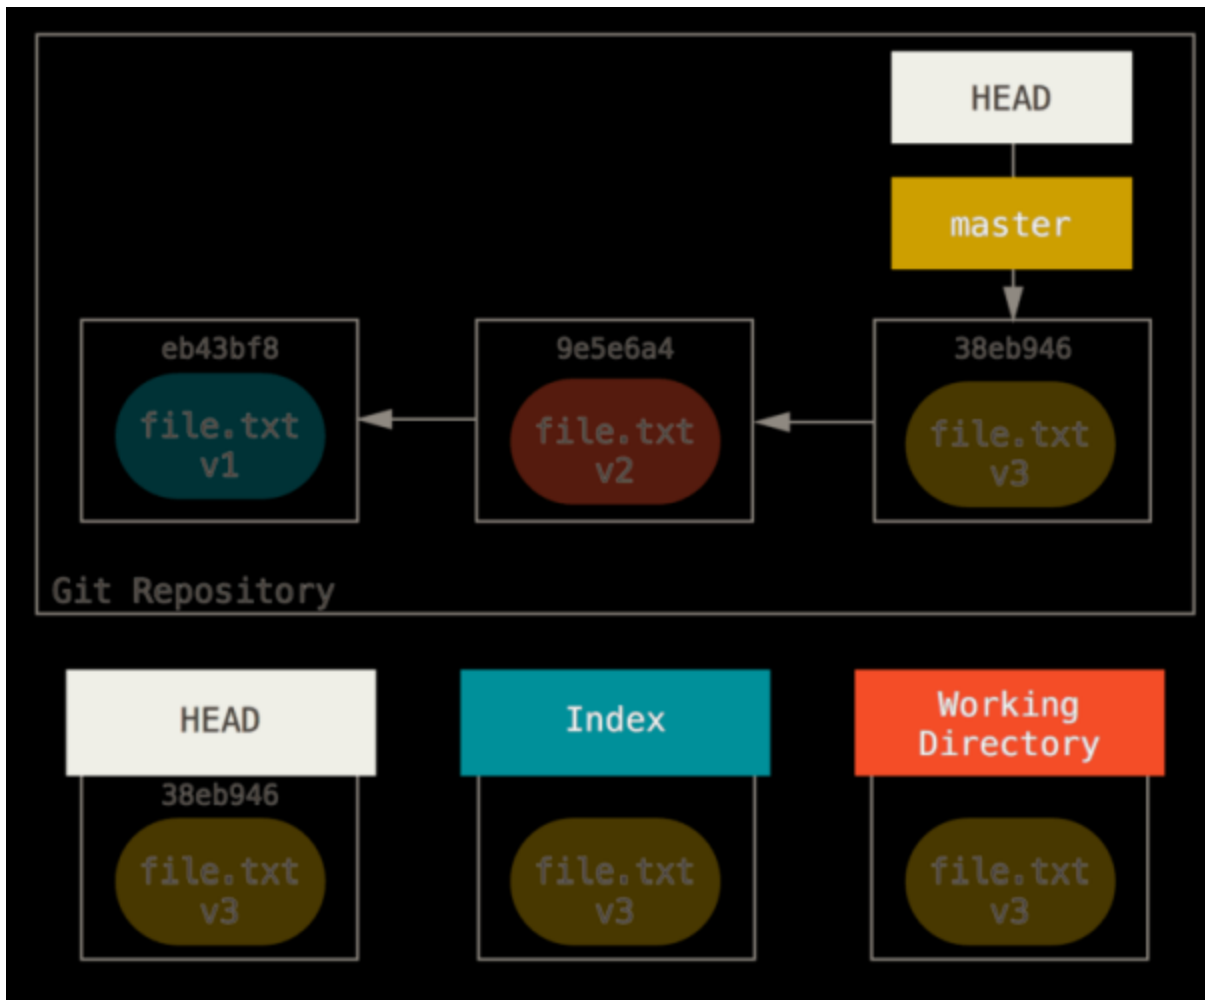 HEAD
master
eb43bf8
file.txt
v1
9e5e6a4
file.txt
v2
38eb946
file.txt
v3
Git Repository
HEAD
38eb946
file.txt
v3
Index
file.txt
v3
Working
Directory
file.txt
v3